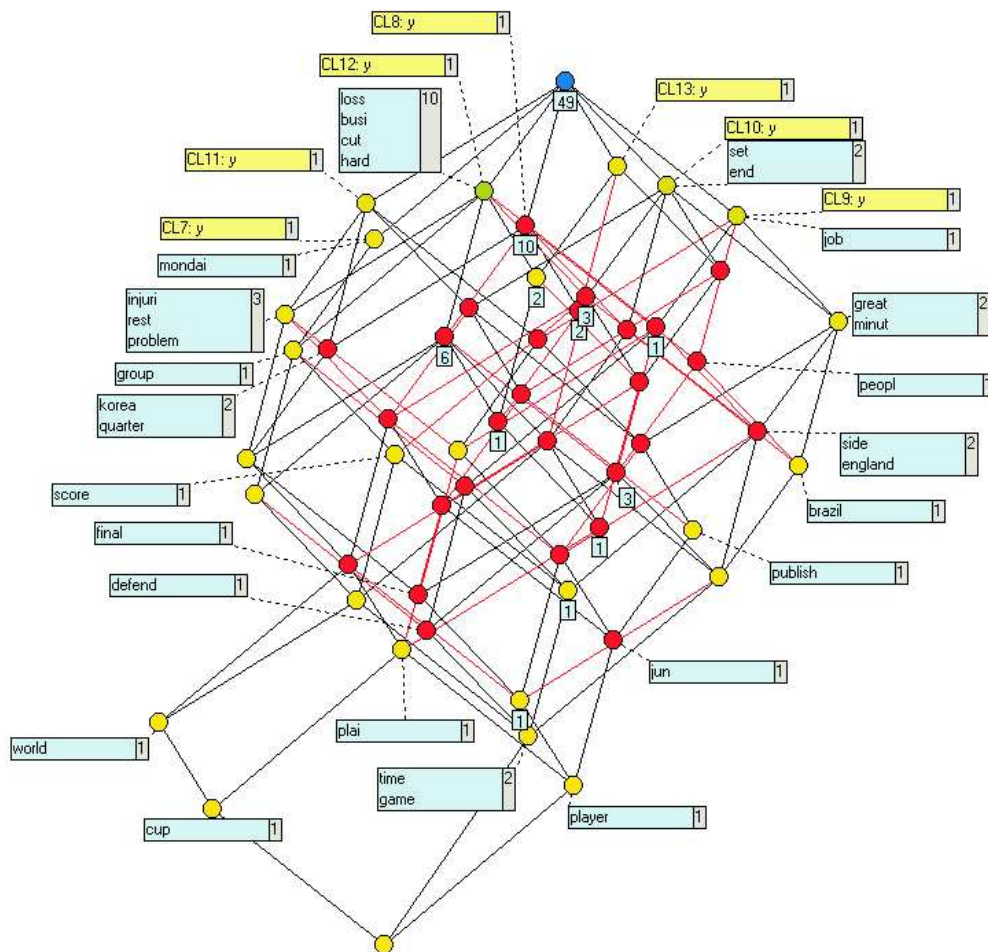 CL8: y 1
CL12: y 1
loss 10
busi
cut
hard
49
CL13: y 1
CL10: y 1
set 2
end
CL11: y 1
CL9: y 1
job 1
CL7: y 1
mondai 1
10
2
injuri 3
rest
problem
great 2
minut
3
2
1
6
group 1
peopl
korea 2
quarter
1
side 2
england
score 1
3
brazil 1
final 1
1
publish 1
defend 1
1
jun 1
1
world 1
plai 1
time 2
game
player 1
cup 1